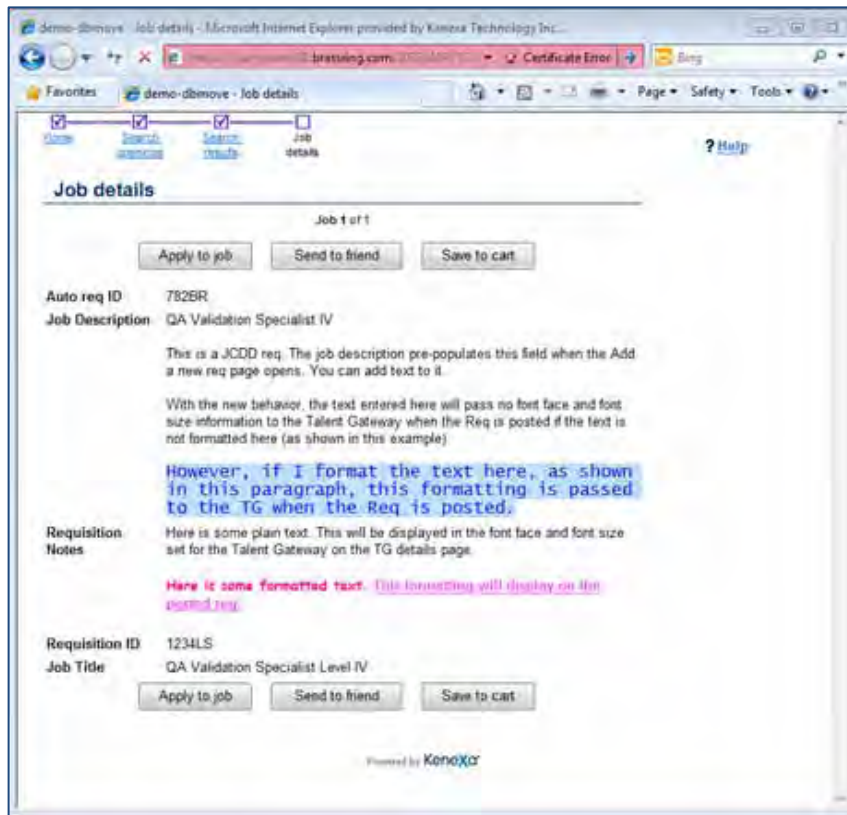 demo-dbmove - Job details - Microsoft Internet Explorer provided by Kenexa Technology Inc...
brassring.com
Certificate Error
Bing
Favorites
demo-dbmove - Job details
Page
Safety
Tools
Home
Search openings
Search results
Job details
? Help
Job details
Job 1 of 1
Apply to job
Send to friend
Save to cart
Auto req ID 782BR
Job Description QA Validation Specialist IV
This is a JCDD req. The job description pre-populates this field when the Add
a new req page opens. You can add text to it.
With the new behavior, the text entered here will pass no font face and font
size information to the Talent Gateway when the Req is posted if the text is
not formatted here (as shown in this example)
However, if I format the text here, as shown
in this paragraph, this formatting is passed
to the TG when the Req is posted.
Requisition Notes
Here is some plain text. This will be displayed in the font face and font size
set for the Talent Gateway on the TG details page.
Here is some formatted text. This formatting will display on the
posted req.
Requisition ID 1234LS
Job Title QA Validation Specialist Level IV
Apply to job
Send to friend
Save to cart
Powered by Kenexa